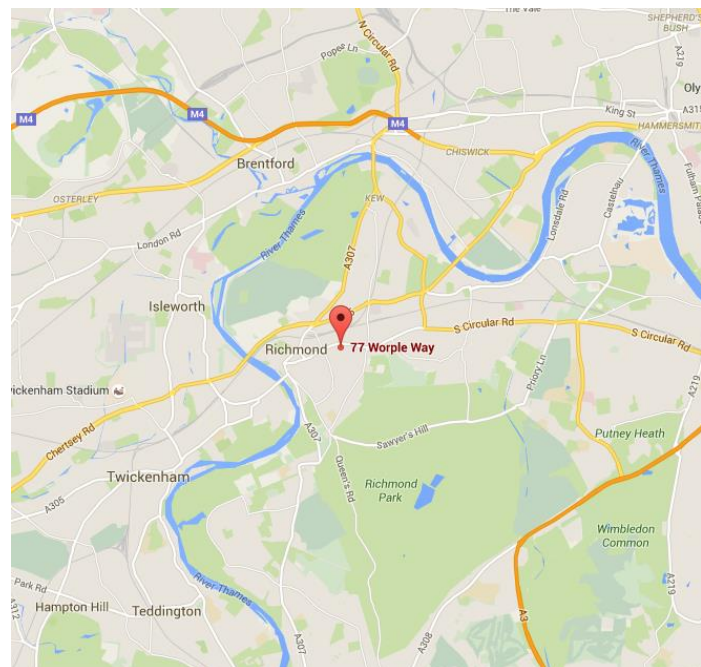 The Vale
SHEPHERD'S
BUSH
A219
N Circular Rd
Popes Ln
Oly
M4
M4
M4
King St
A315
HAMMERSMITH
CHISWICK
Brentford
OSTERLEY
KEW
River Thames
Lonsdale Rd
Castelnau
Fulham Palace
London Rd
River Thames
A307
Isleworth
Richmond
77 Worple Way
S Circular Rd
S Circular Rd
Priory Ln
A219
wickenham Stadium
Chertsey Rd
A307
Sawyer's Hill
Putney Heath
Twickenham
Queen's Rd
Richmond
Park
A305
Wimbledon
Common
River Thames
Park Rd
Hampton Hill
Teddington
A312
A307
A308
A3
A219